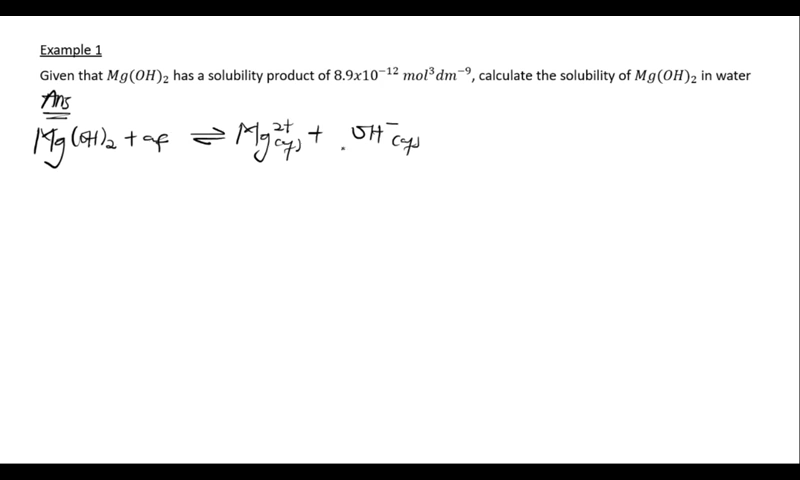 Example 1
Given that Mg(OH)₂ has a solubility product of 8.9x10⁻¹² mol³dm⁻⁹, calculate the solubility of Mg(OH)₂ in water
Ans
Mg(OH)₂ + aq ⇌ Mg²⁺(aq) + OH⁻(aq)